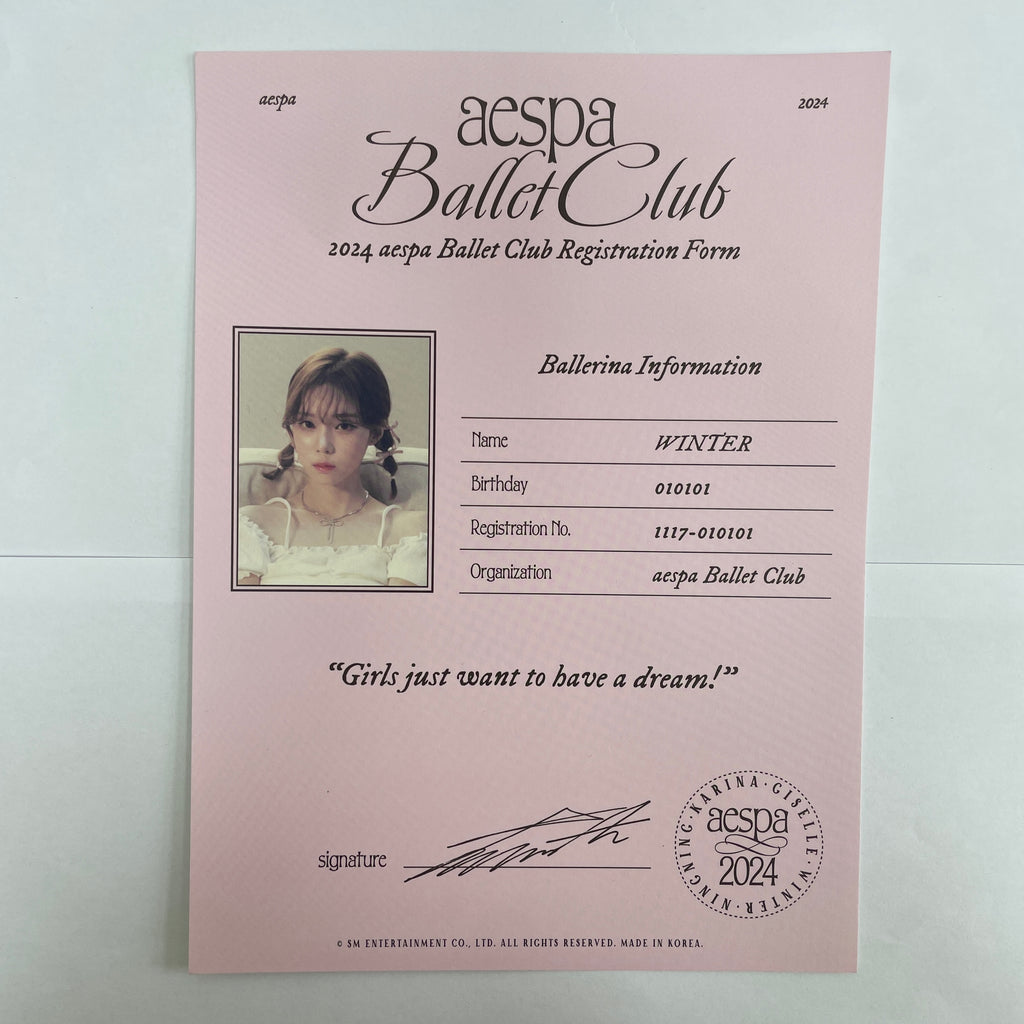 aespa
2024
aespa
Ballet Club
2024 aespa Ballet Club Registration Form
Ballerina Information
Name WINTER
Birthday 010101
Registration No. 1117-010101
Organization aespa Ballet Club
“Girls just want to have a dream!”
signature
KARINA · GISELLE · WINTER · NINGNING ·
aespa
2024
© SM ENTERTAINMENT CO., LTD. ALL RIGHTS RESERVED. MADE IN KOREA.